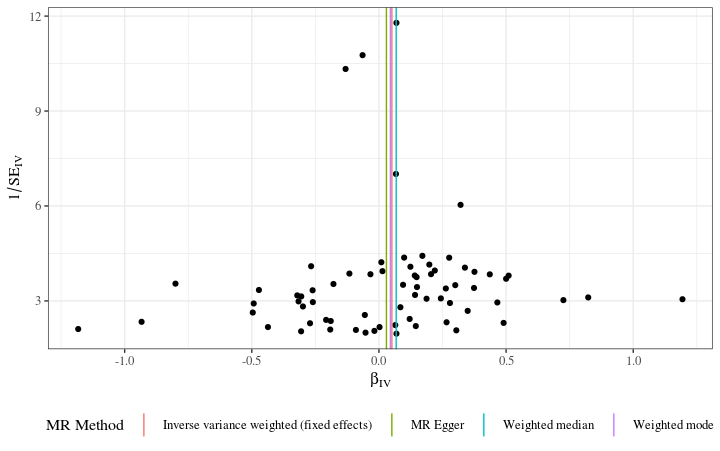 12
9
6
3
1/SE_IV
-1.0 -0.5 0.0 0.5 1.0
β_IV
MR Method Inverse variance weighted (fixed effects) MR Egger Weighted median Weighted mode